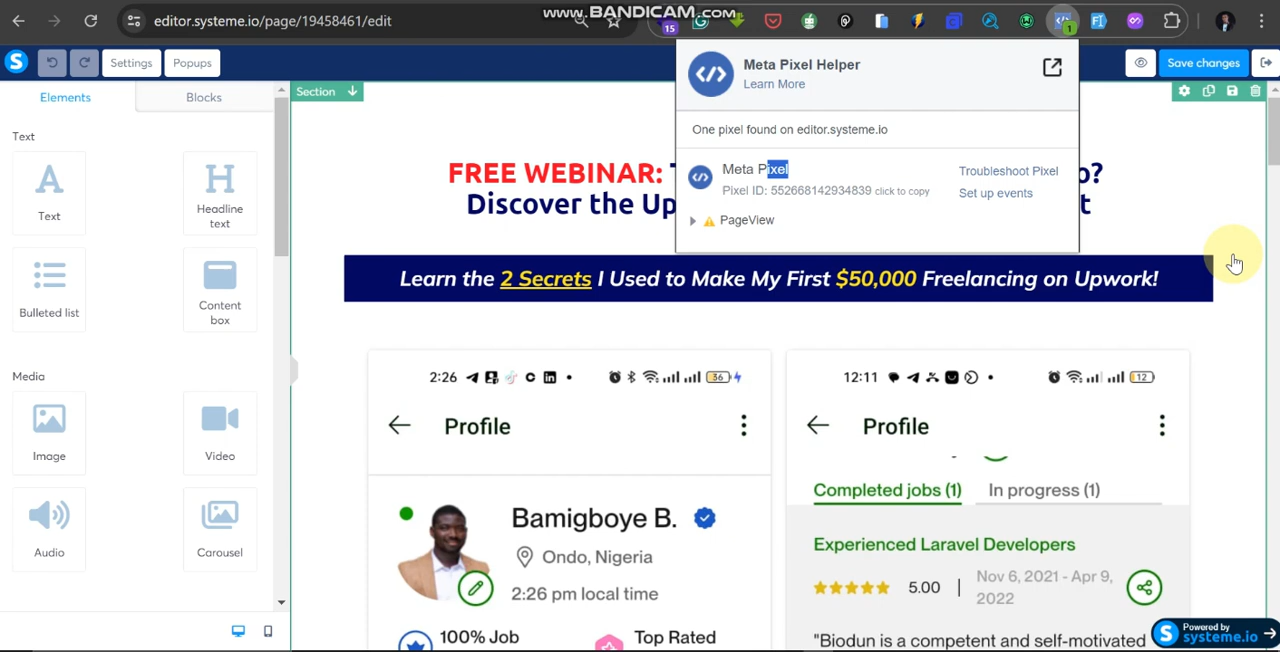 editor.systeme.io/page/19458461/edit
www.BANDICAM.com
15
1
Settings
Popups
Save changes
Elements
Blocks
Text
Text
Headline
text
Bulleted list
Content
box
Media
Image
Video
Audio
Carousel
Section
Meta Pixel Helper
Learn More
One pixel found on editor.systeme.io
Meta Pixel
Pixel ID: 552668142934839 click to copy
Troubleshoot Pixel
Set up events
PageView
FREE WEBINAR:
o?
Discover the Up
t
Learn the 2 Secrets I Used to Make My First $50,000 Freelancing on Upwork!
2:26
36
Profile
Bamigboye B.
Ondo, Nigeria
2:26 pm local time
100% Job
Top Rated
12:11
12
Profile
Completed jobs (1)
In progress (1)
Experienced Laravel Developers
5.00
Nov 6, 2021 - Apr 9,
2022
"Biodun is a competent and self-motivated
Powered by
systeme.io